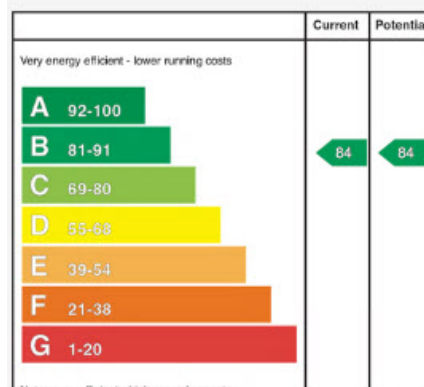 Current Potentia
Very energy efficient - lower running costs
A 92-100
B 81-91 84 84
C 69-80
D 55-68
E 39-54
F 21-38
G 1-20